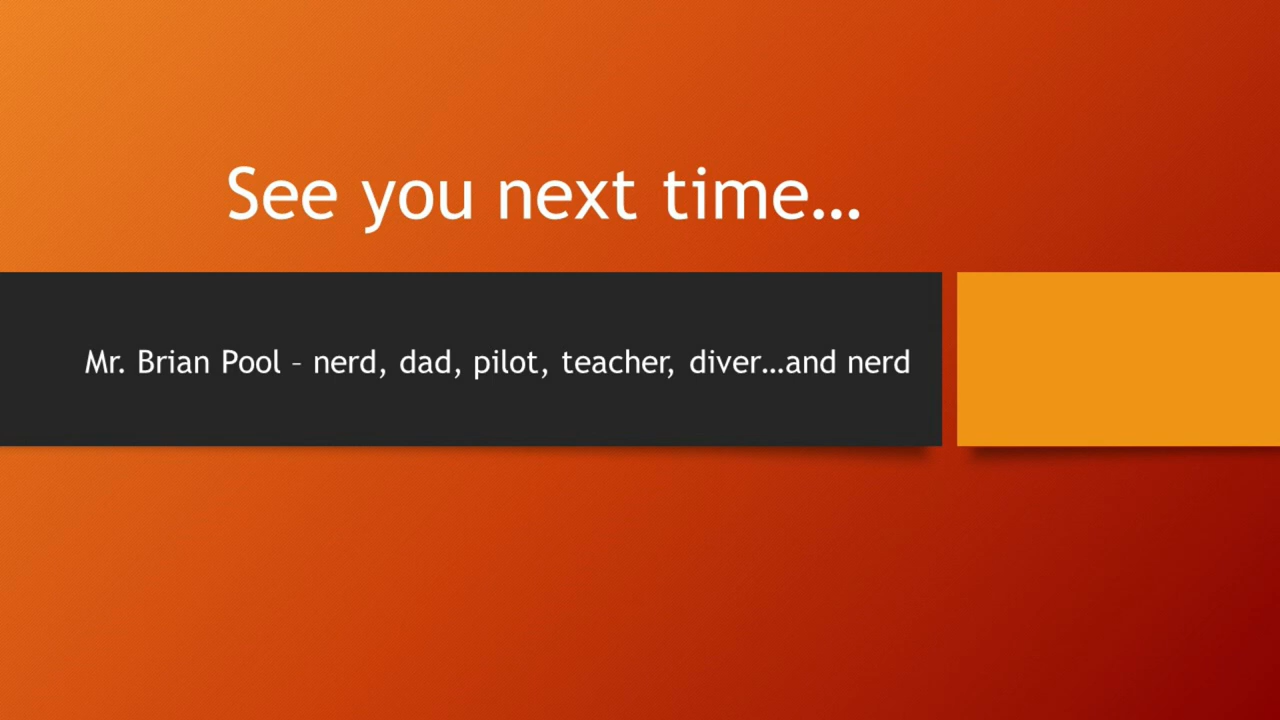 See you next time…
Mr. Brian Pool – nerd, dad, pilot, teacher, diver…and nerd